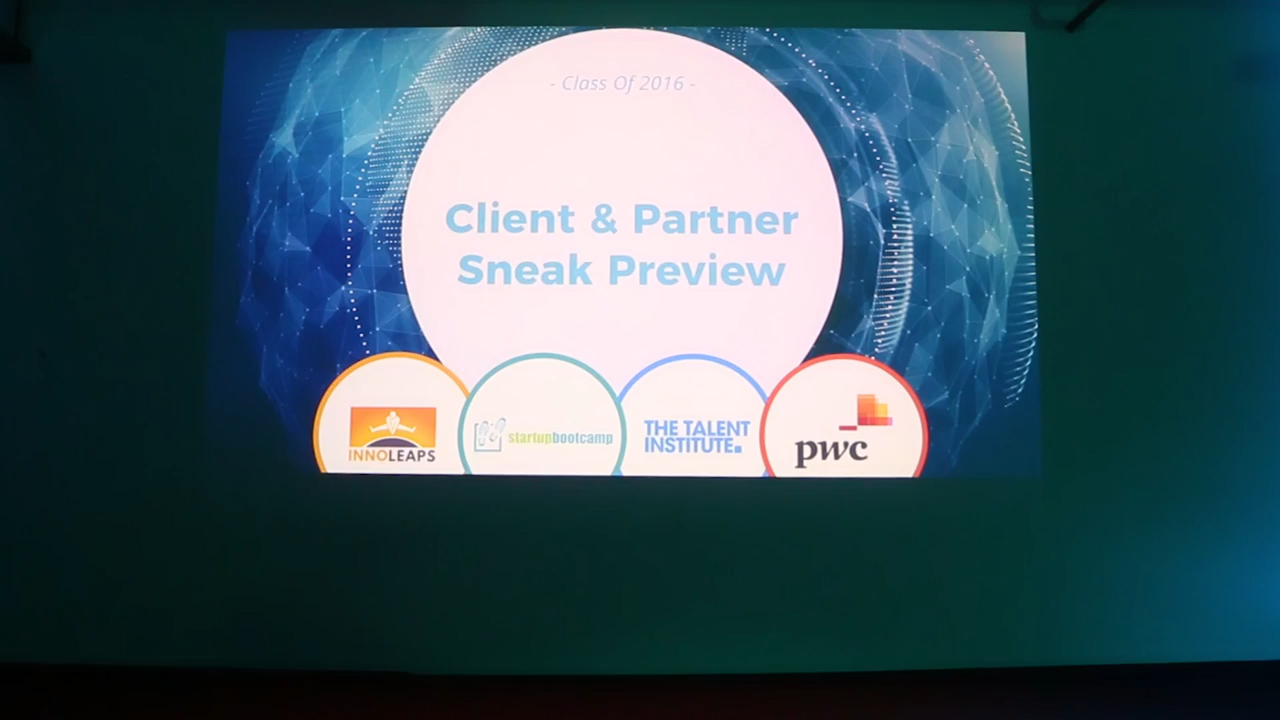 - Class Of 2016 -
Client & Partner
Sneak Preview
INNOLEAPS
startupbootcamp
THE TALENT
INSTITUTE.
pwc